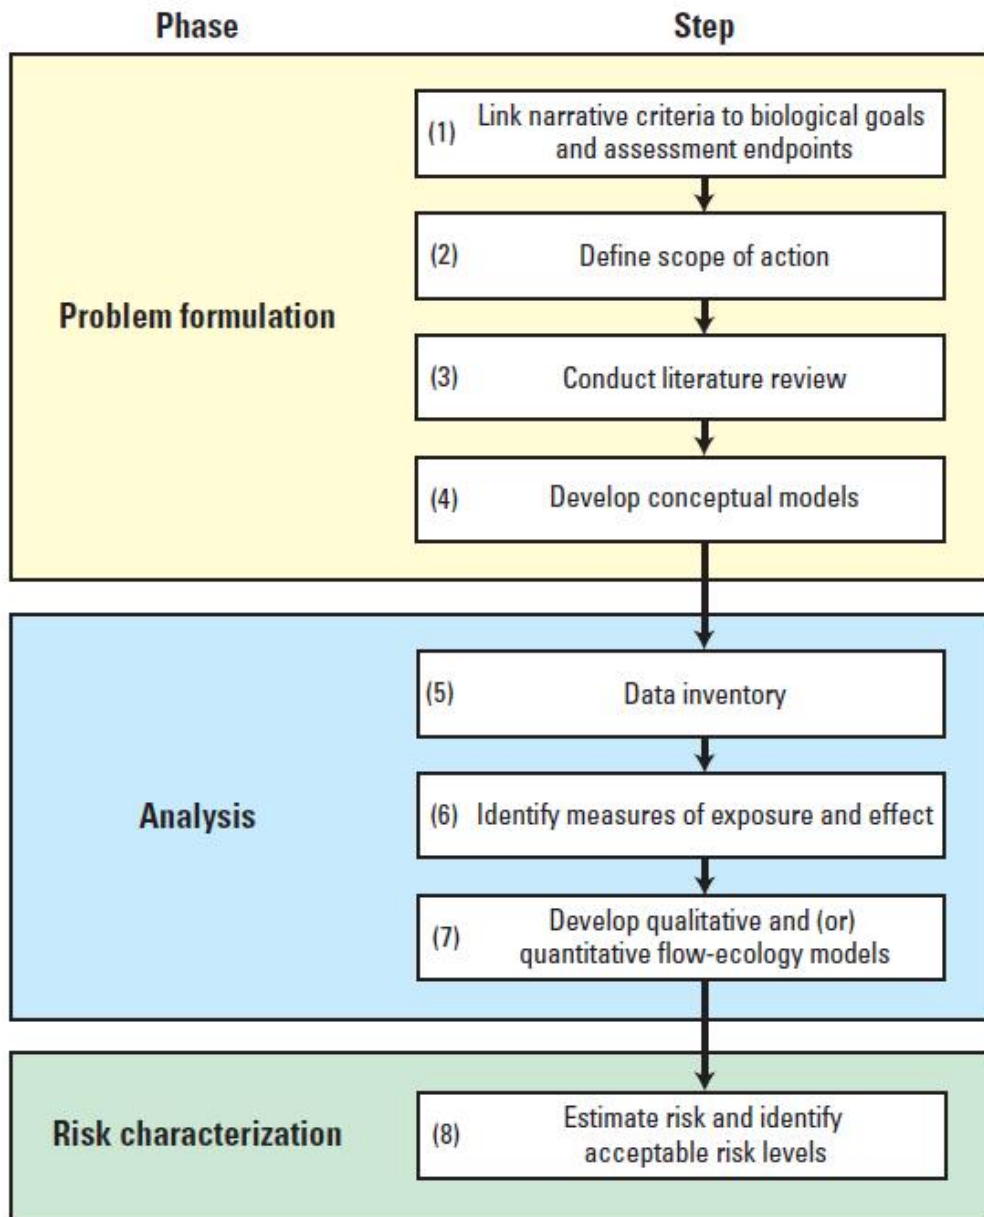 Phase
Step
Problem formulation
(1) Link narrative criteria to biological goals
and assessment endpoints
(2) Define scope of action
(3) Conduct literature review
(4) Develop conceptual models
Analysis
(5) Data inventory
(6) Identify measures of exposure and effect
(7) Develop qualitative and (or)
quantitative flow-ecology models
Risk characterization
(8) Estimate risk and identify
acceptable risk levels